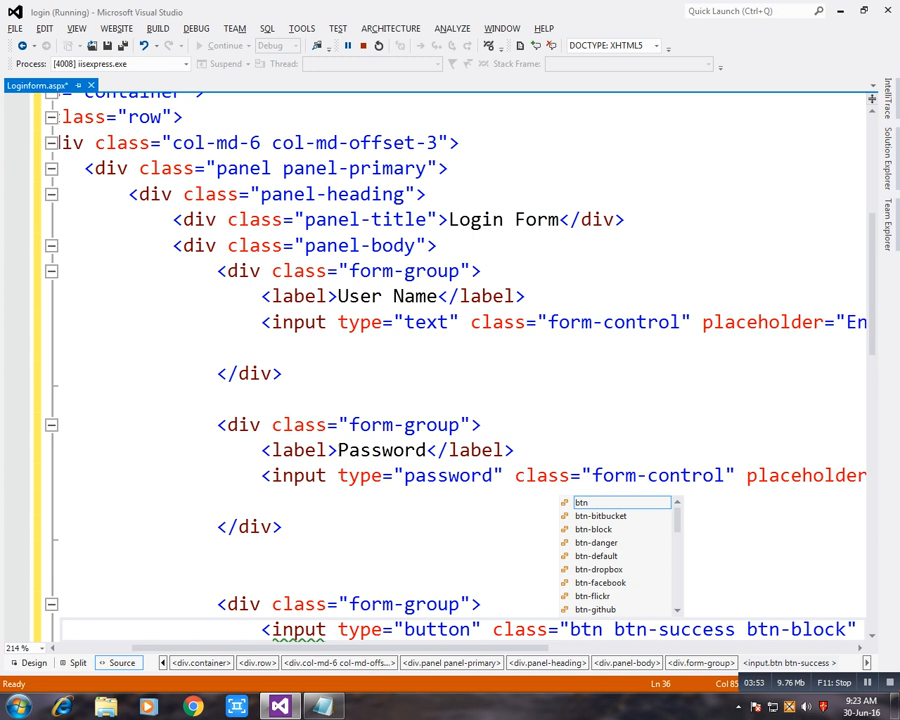 login (Running) - Microsoft Visual Studio
Quick Launch (Ctrl+Q)
FILE EDIT VIEW WEBSITE BUILD DEBUG TEAM SQL TOOLS TEST ARCHITECTURE ANALYZE WINDOW HELP
Continue Debug DOCTYPE: XHTML5
Process: [4008] iisexpress.exe Suspend Thread: Stack Frame:
Loginform.aspx*
IntelliTrace
Solution Explorer
Team Explorer
="container">
lass="row">
iv class="col-md-6 col-md-offset-3">
<div class="panel panel-primary">
<div class="panel-heading">
<div class="panel-title">Login Form</div>
<div class="panel-body">
<div class="form-group">
<label>User Name</label>
<input type="text" class="form-control" placeholder="En
</div>
<div class="form-group">
<label>Password</label>
<input type="password" class="form-control" placeholder
btn
btn-bitbucket
</div>
btn-block
btn-danger
btn-default
btn-dropbox
btn-facebook
btn-flickr
<div class="form-group">
btn-github
<input type="button" class="btn btn-success btn-block"
214 %
Design Split Source <div.container> <div.row> <div.col-md-6 col-md-offs...> <div.panel panel-primary> <div.panel-heading> <div.panel-body> <div.form-group> <input.btn btn-success >
Ready Ln 36 Col 85 03:53 9.76 Mb F11: Stop
9:23 AM
30-Jun-16